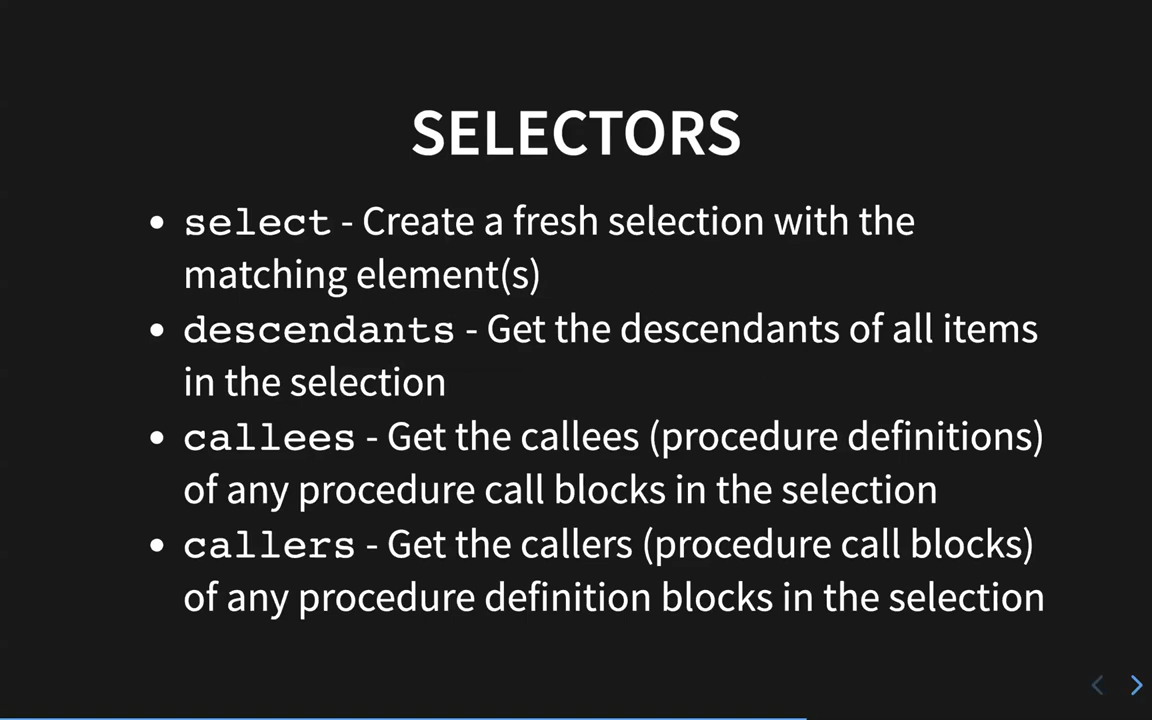 SELECTORS
• select - Create a fresh selection with the
matching element(s)
• descendants - Get the descendants of all items
in the selection
• callees - Get the callees (procedure definitions)
of any procedure call blocks in the selection
• callers - Get the callers (procedure call blocks)
of any procedure definition blocks in the selection